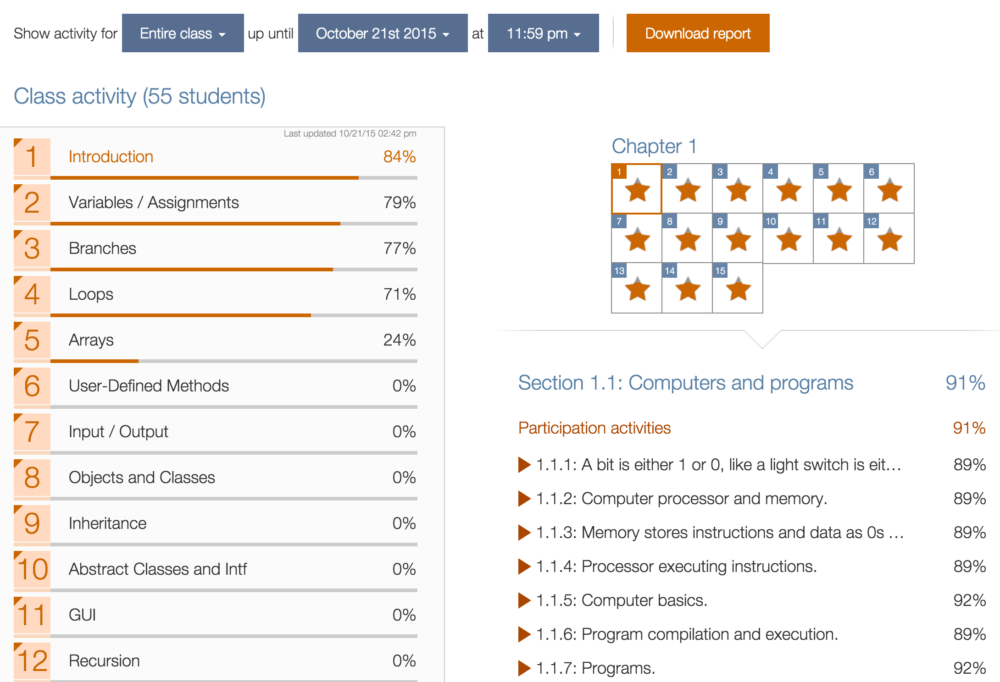 Show activity for Entire class up until October 21st 2015 at 11:59 pm Download report
Class activity (55 students)
Last updated 10/21/15 02:42 pm
1 Introduction 84%
2 Variables / Assignments 79%
3 Branches 77%
4 Loops 71%
5 Arrays 24%
6 User-Defined Methods 0%
7 Input / Output 0%
8 Objects and Classes 0%
9 Inheritance 0%
10 Abstract Classes and Intf 0%
11 GUI 0%
12 Recursion 0%
Chapter 1
1 2 3 4 5 6
7 8 9 10 11 12
13 14 15
Section 1.1: Computers and programs 91%
Participation activities 91%
1.1.1: A bit is either 1 or 0, like a light switch is eit... 89%
1.1.2: Computer processor and memory. 89%
1.1.3: Memory stores instructions and data as 0s ... 89%
1.1.4: Processor executing instructions. 89%
1.1.5: Computer basics. 92%
1.1.6: Program compilation and execution. 89%
1.1.7: Programs. 92%